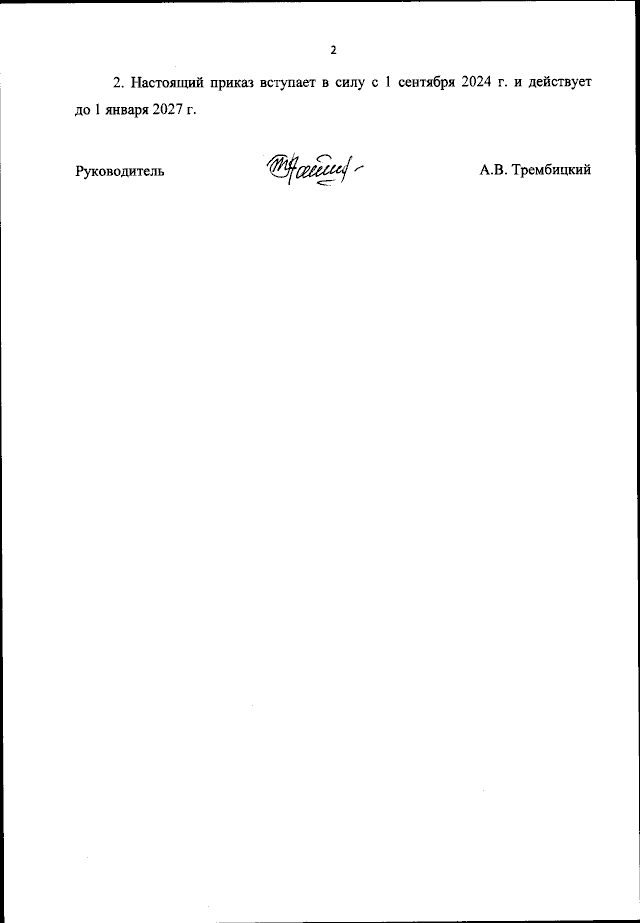 2
2. Настоящий приказ вступает в силу с 1 сентября 2024 г. и действует
до 1 января 2027 г.
Руководитель
А.В. Трембицкий